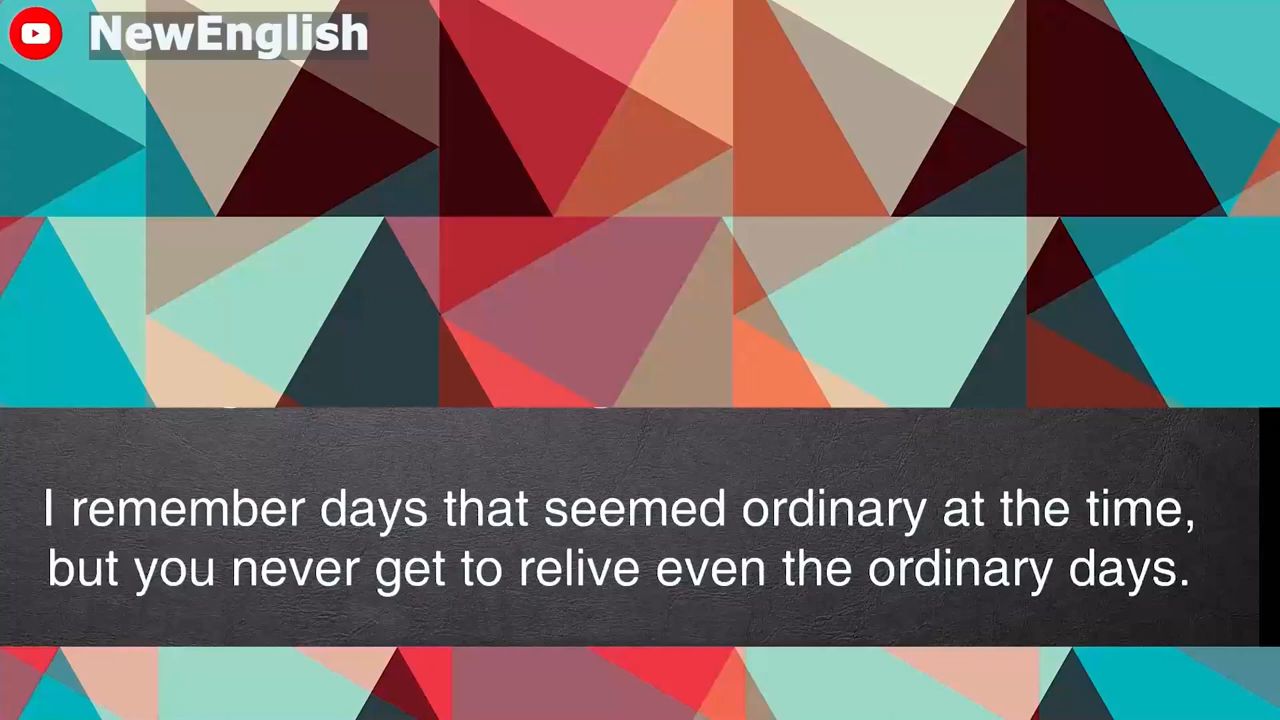 NewEnglish
I remember days that seemed ordinary at the time,
but you never get to relive even the ordinary days.